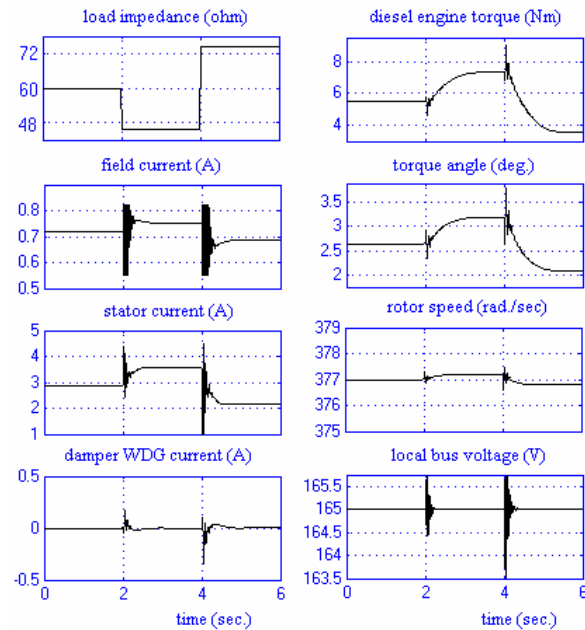 load impedance (ohm)
72
60
48
diesel engine torque (Nm)
8
6
4
field current (A)
0.8
0.7
0.6
0.5
torque angle (deg.)
3.5
3
2.5
2
stator current (A)
5
4
3
2
1
rotor speed (rad./sec)
379
378
377
376
375
damper WDG current (A)
0.5
0
-0.5
0 2 4 6
time (sec.)
local bus voltage (V)
165.5
165
164.5
164
163.5
0 2 4 6
time (sec.)